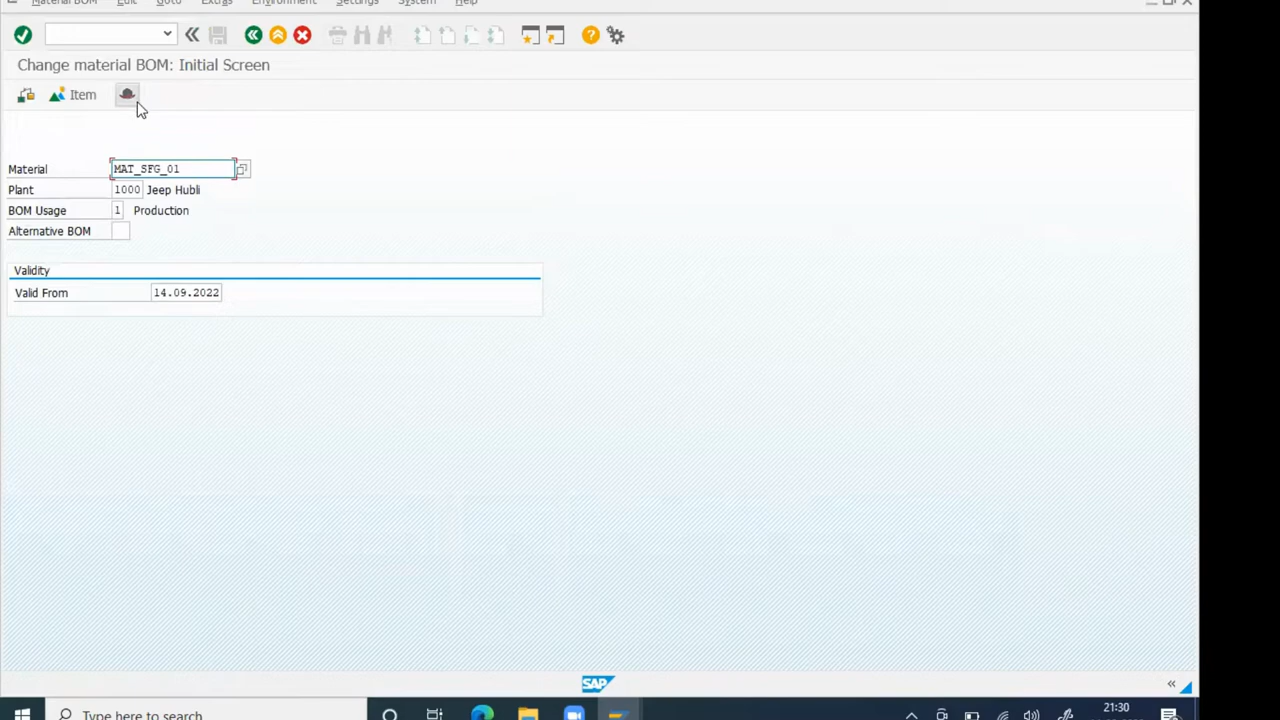 Material BOM Edit Goto Extras Environment Settings System Help
Change material BOM: Initial Screen
Item
Material MAT_SFG_01
Plant 1000 Jeep Hubli
BOM Usage 1 Production
Alternative BOM
Validity
Valid From 14.09.2022
SAP
Type here to search
21:30